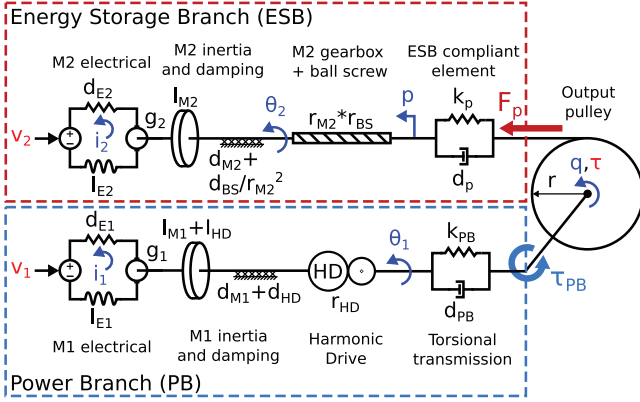 Energy Storage Branch (ESB)
M2 electrical
M2 inertia
and damping
M2 gearbox
+ ball screw
ESB compliant
element
Output
pulley
d_E2
v_2
i_2
g_2
I_E2
I_M2
d_M2 +
d_BS/r_M2²
θ_2
r_M2*r_BS
p
k_p
d_p
F_p
q,τ
r
d_E1
v_1
i_1
g_1
I_E1
I_M1+I_HD
d_M1+d_HD
HD
r_HD
θ_1
k_PB
d_PB
τ_PB
M1 electrical
M1 inertia
and damping
Harmonic
Drive
Torsional
transmission
Power Branch (PB)